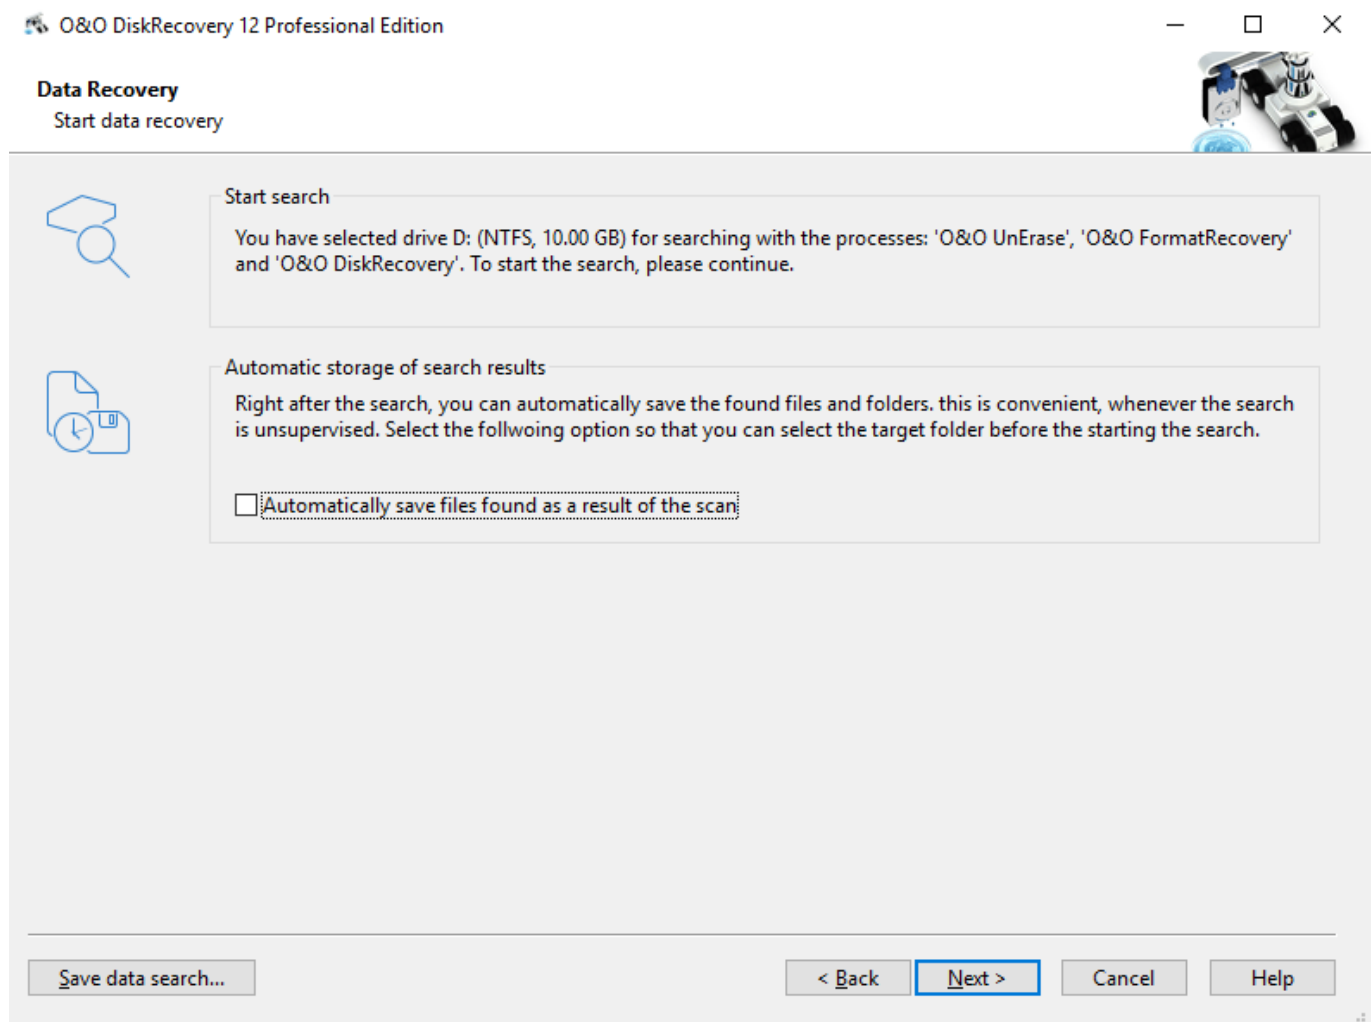 O&O DiskRecovery 12 Professional Edition
Data Recovery
Start data recovery
Start search
You have selected drive D: (NTFS, 10.00 GB) for searching with the processes: 'O&O UnErase', 'O&O FormatRecovery'
and 'O&O DiskRecovery'. To start the search, please continue.
Automatic storage of search results
Right after the search, you can automatically save the found files and folders. this is convenient, whenever the search
is unsupervised. Select the follwoing option so that you can select the target folder before the starting the search.
Automatically save files found as a result of the scan
Save data search...
< Back
Next >
Cancel
Help